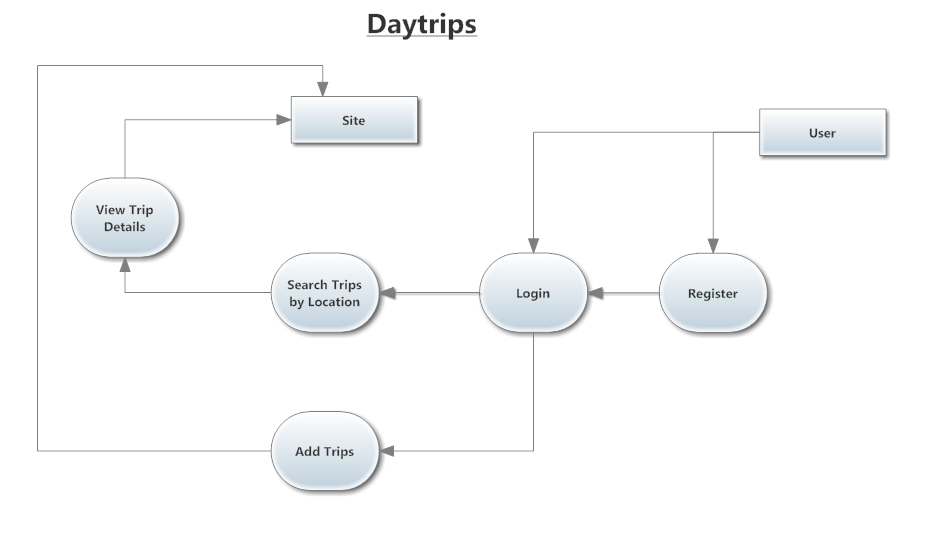 Daytrips
Site
User
View Trip
Details
Search Trips
by Location
Login
Register
Add Trips